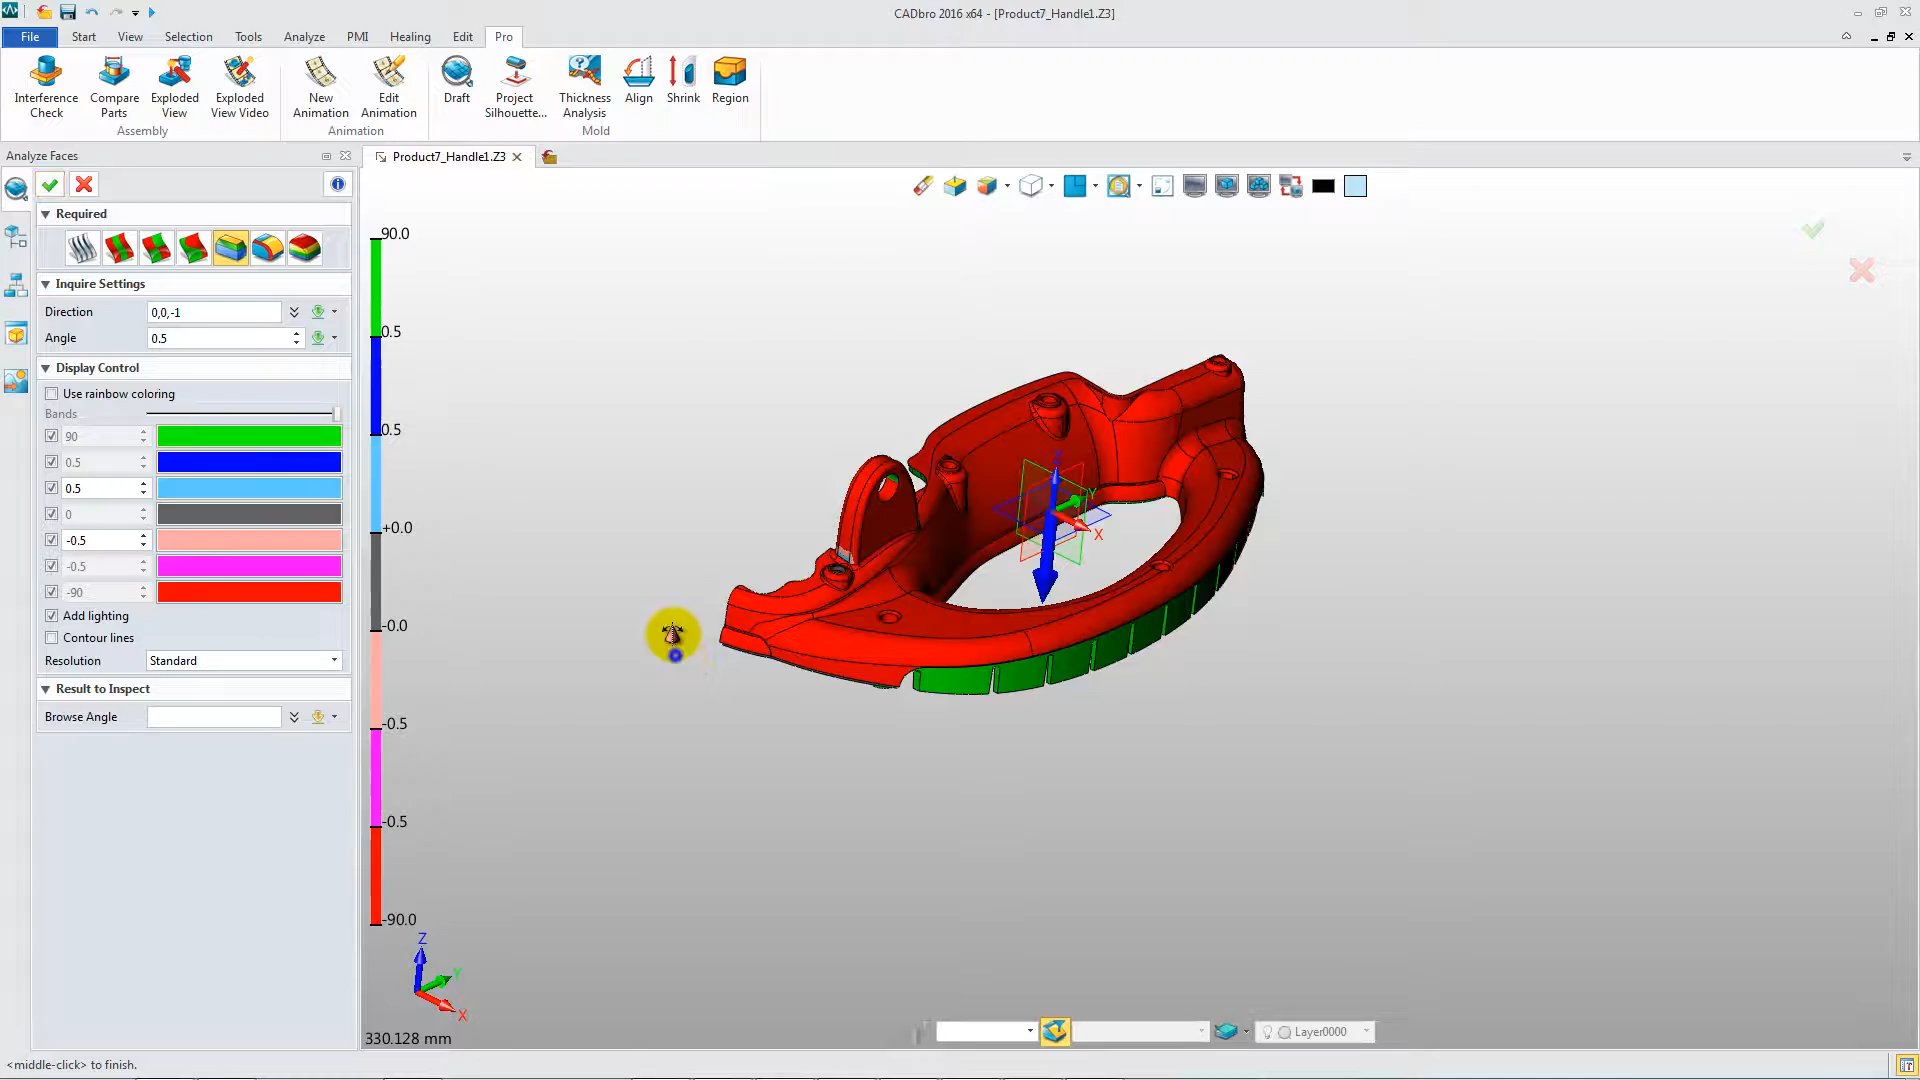 CADbro 2016 x64 - [Product7_Handle1.Z3]
File Start View Selection Tools Analyze PMI Healing Edit Pro
Interference Check
Compare Parts
Exploded View
Exploded View Video
New Animation
Edit Animation
Draft
Project Silhouette...
Thickness Analysis
Align
Shrink
Region
Assembly Animation Mold
Analyze Faces
Product7_Handle1.Z3
Required
Inquire Settings
Direction 0,0,-1
Angle 0.5
Display Control
Use rainbow coloring
Bands
90
0.5
0.5
0
-0.5
-0.5
-90
Add lighting
Contour lines
Resolution Standard
Result to Inspect
Browse Angle
90.0
0.5
0.5
+0.0
-0.0
-0.5
-0.5
-90.0
Z
Y
X
Z
Y
X
330.128 mm
Layer0000
<middle-click> to finish.